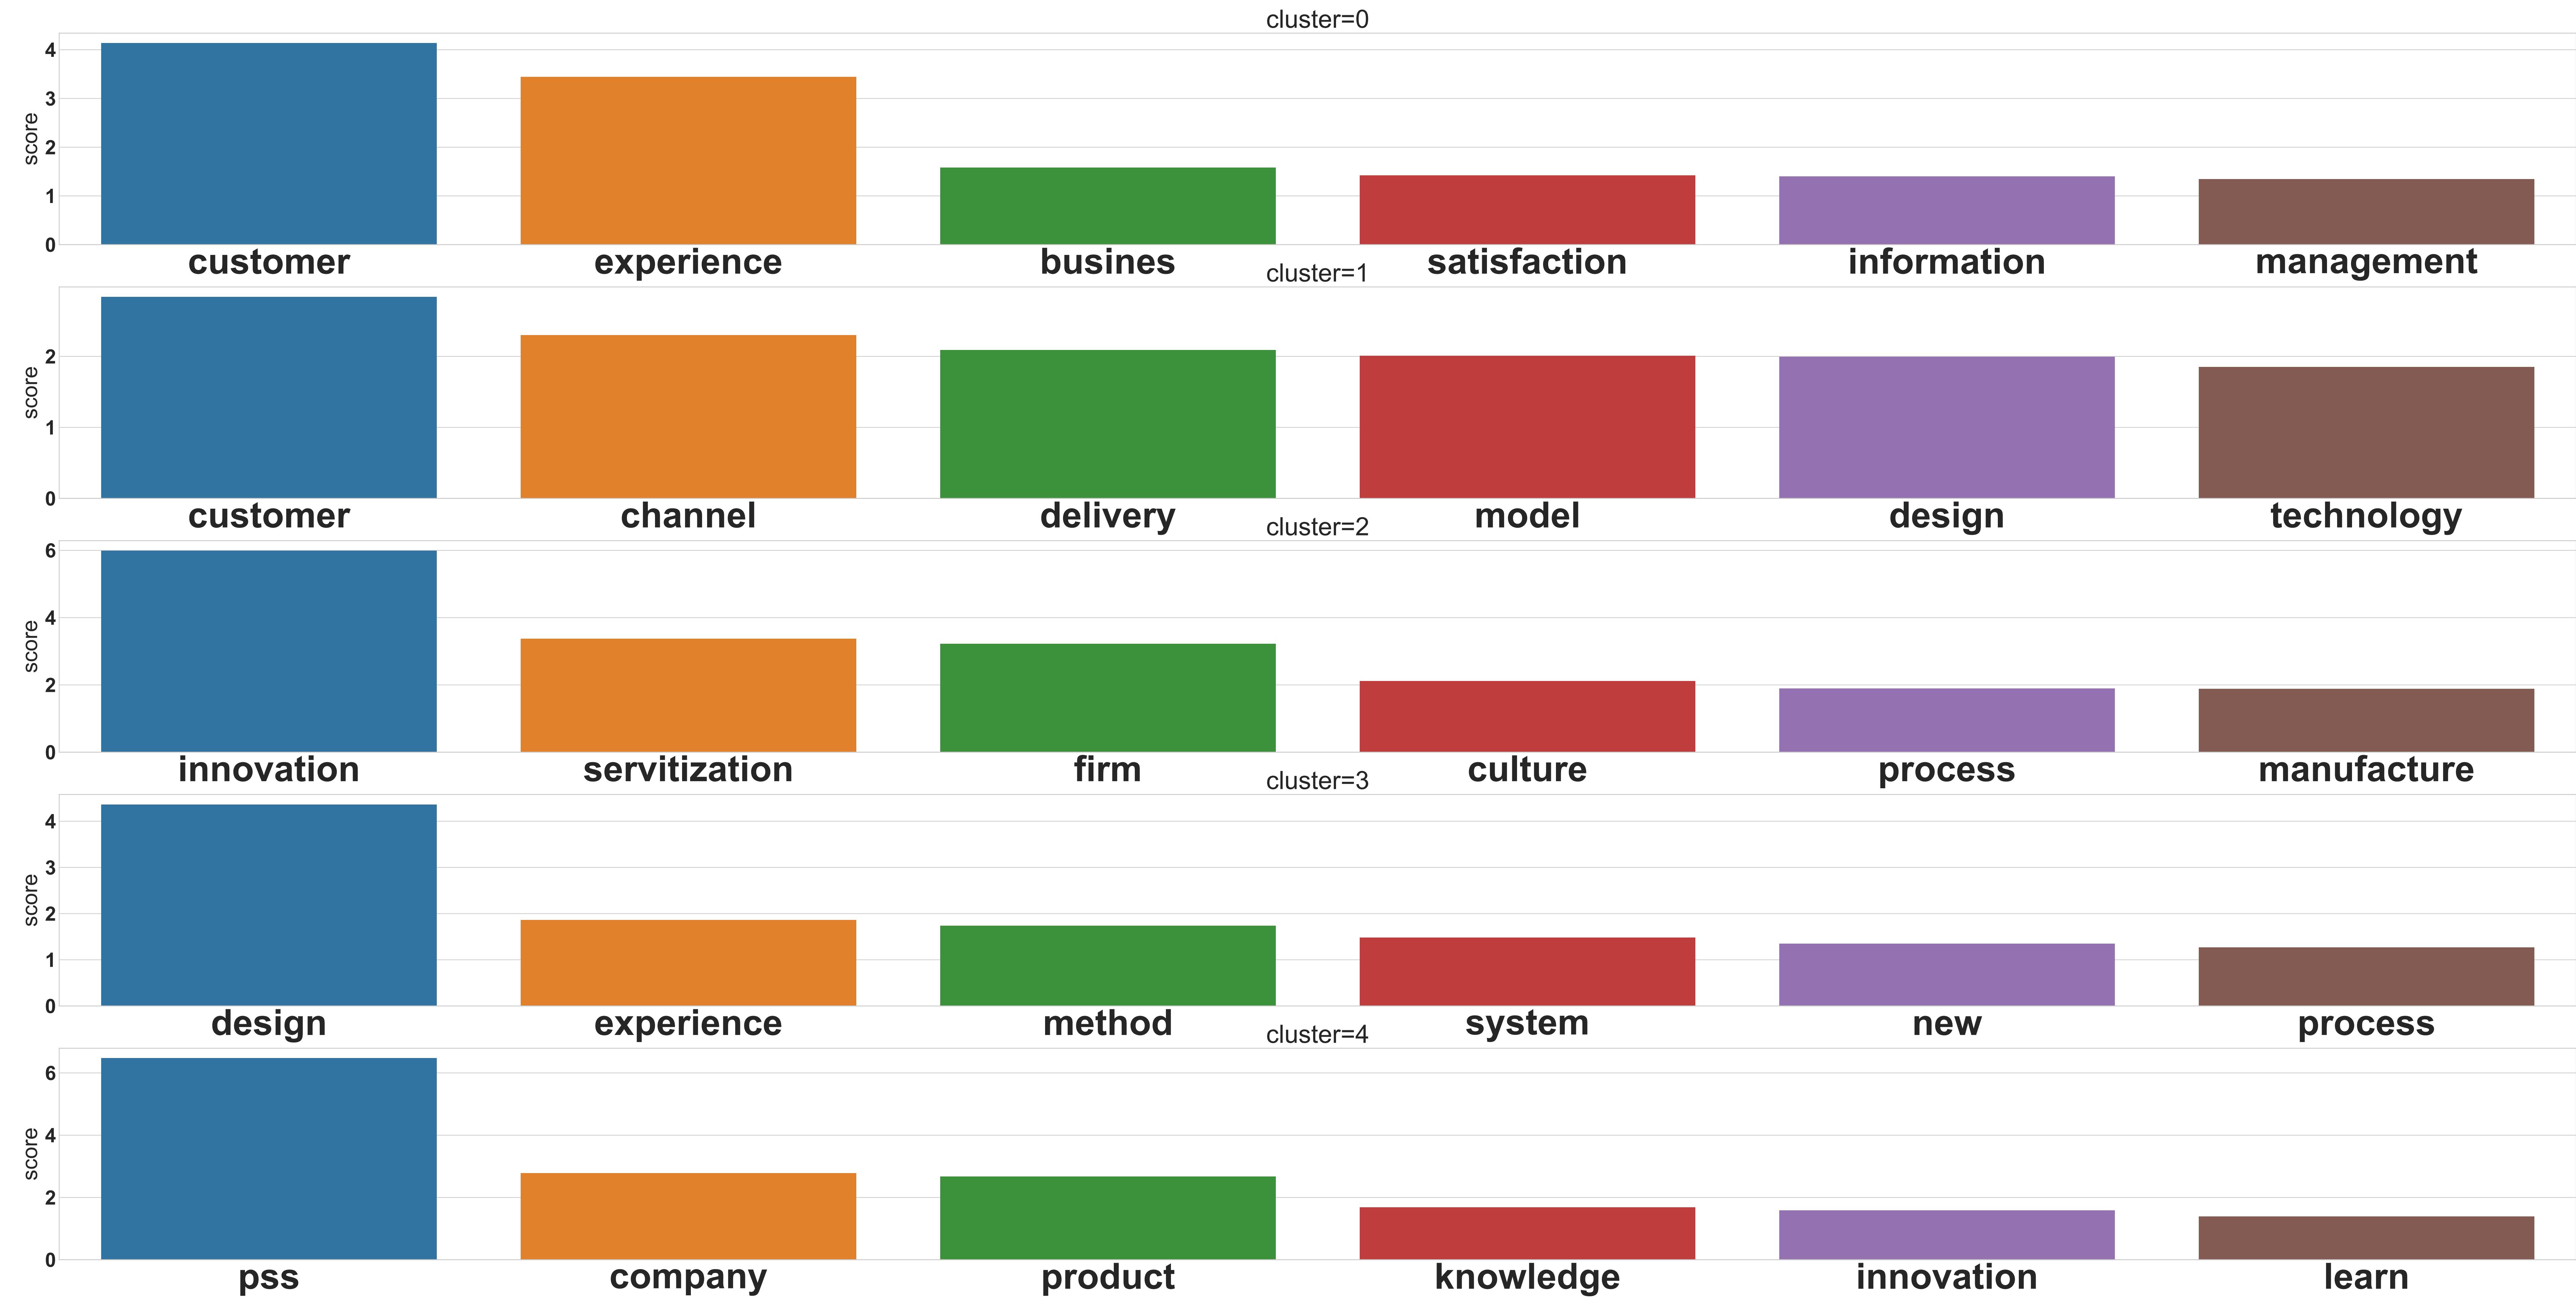 cluster=0
4
3
2
1
0
score
customer experience busines satisfaction information management
cluster=1
2
1
0
score
customer channel delivery model design technology
cluster=2
6
4
2
0
score
innovation servitization firm culture process manufacture
cluster=3
4
3
2
1
0
score
design experience method system new process
cluster=4
6
4
2
0
score
pss company product knowledge innovation learn